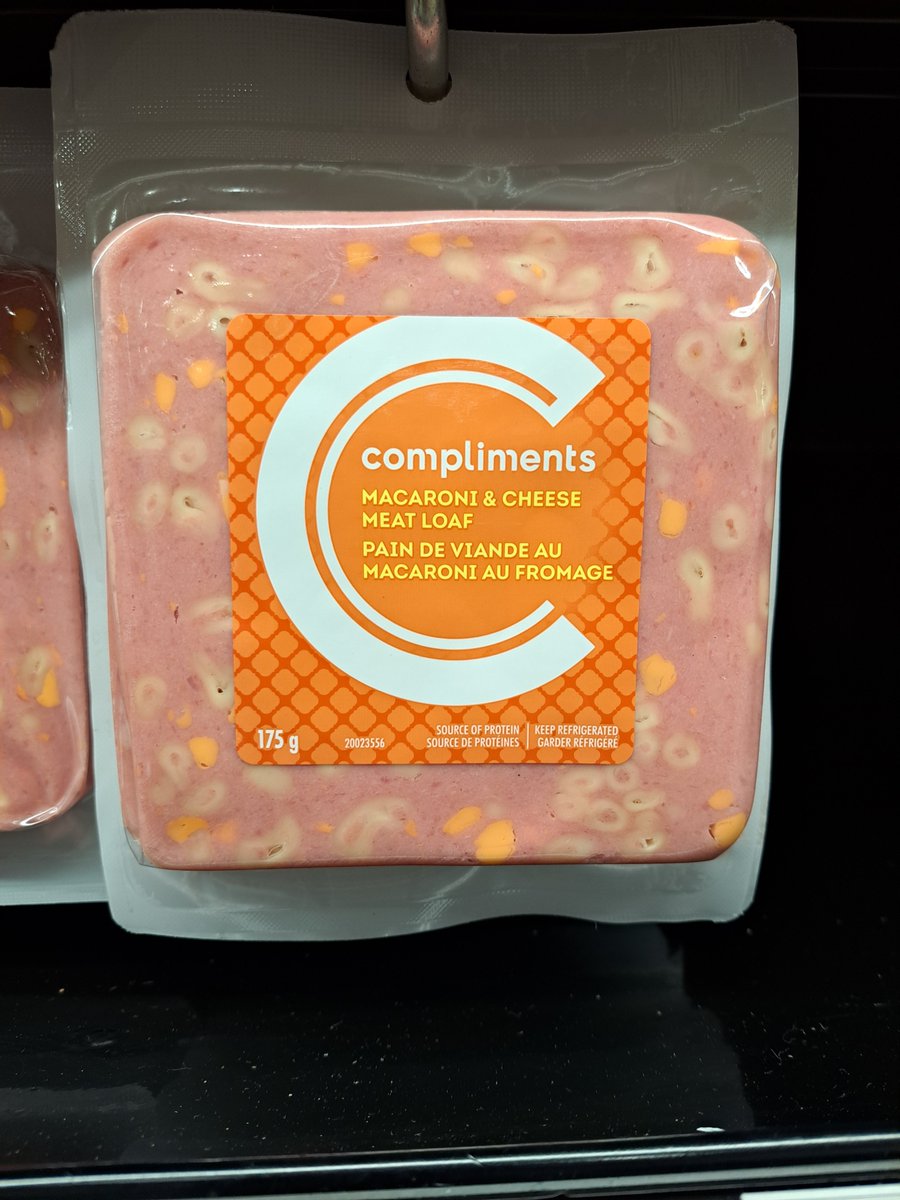 compliments
MACARONI & CHEESE
MEAT LOAF
PAIN DE VIANDE AU
MACARONI AU FROMAGE
175 g
20023556
SOURCE OF PROTEIN
SOURCE DE PROTÉINES
KEEP REFRIGERATED
GARDER RÉFRIGÉRÉ